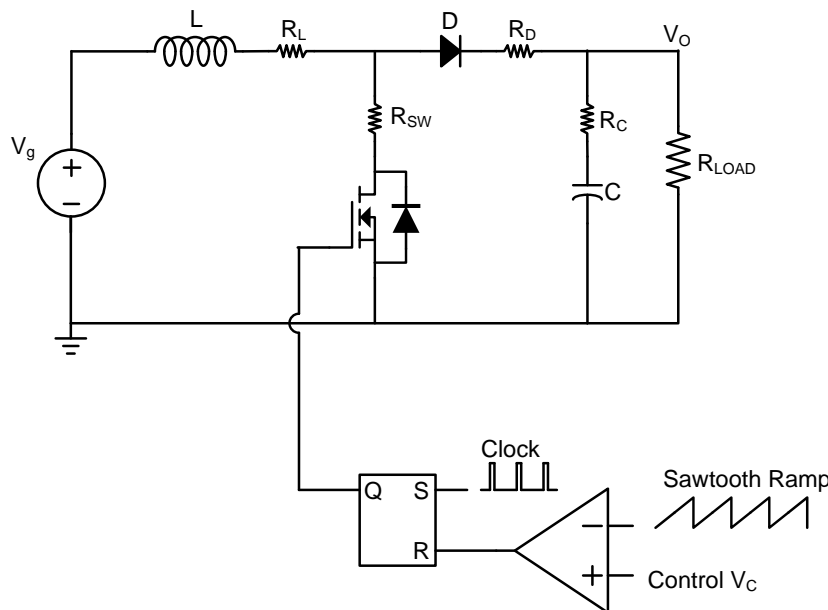 L
R_L
D
R_D
V_O
R_SW
R_C
V_g
+
−
C
R_LOAD
Clock
Sawtooth Ramp
Q
S
R
−
+
Control V_C